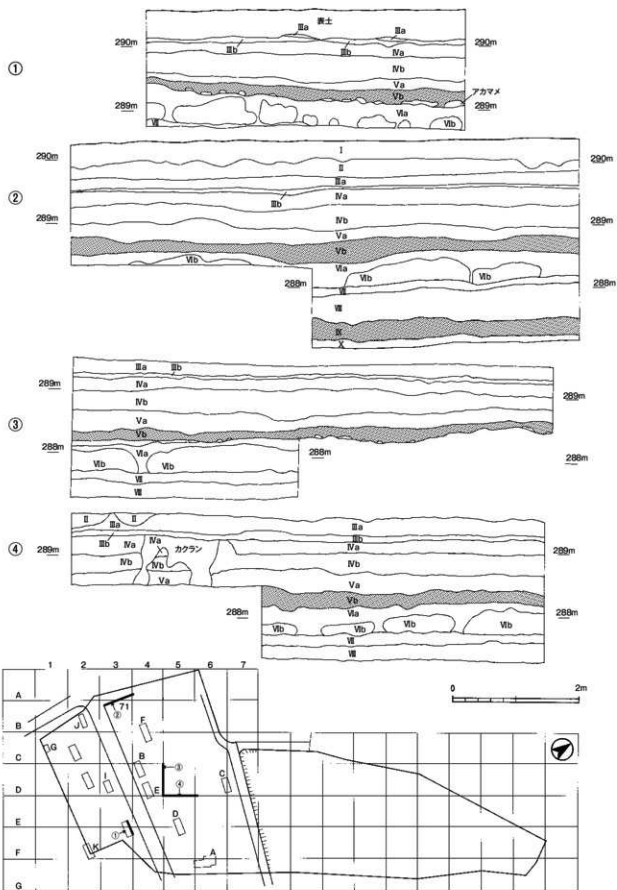 ①
表土
Ⅲa Ⅲa
290m Ⅲb Ⅲb Ⅳa 290m
Ⅳb
Ⅴa
アカマメ
289m Ⅴb 289m
Ⅶ Ⅵa Ⅵb
②
Ⅰ
290m Ⅱ 290m
Ⅲa
Ⅲb Ⅳa
289m Ⅳb 289m
Ⅴa
Ⅴb
Ⅵb Ⅵa Ⅵb Ⅵb
288m Ⅶ 288m
Ⅷ
Ⅸ
Ⅹ
③
Ⅲa Ⅲb
289m Ⅳa 289m
Ⅳb
Ⅴa
Ⅴb
288m Ⅵa 288m 288m
Ⅵb Ⅵb
Ⅶ
Ⅷ
④
Ⅱ Ⅱ
Ⅲa Ⅲa
Ⅲb Ⅲb
289m Ⅳa Ⅳa カクラン Ⅳa 289m
Ⅳb Ⅳb Ⅳb
Ⅴa Ⅴa
Ⅴb
288m Ⅵa 288m
Ⅵb Ⅵb Ⅵb Ⅵb
Ⅶ
Ⅷ
0 2m
1 2 3 4 5 6 7
A
B
C
D
E
F
G
71
②
J F
G B ③
I E ④ C
① D
K A